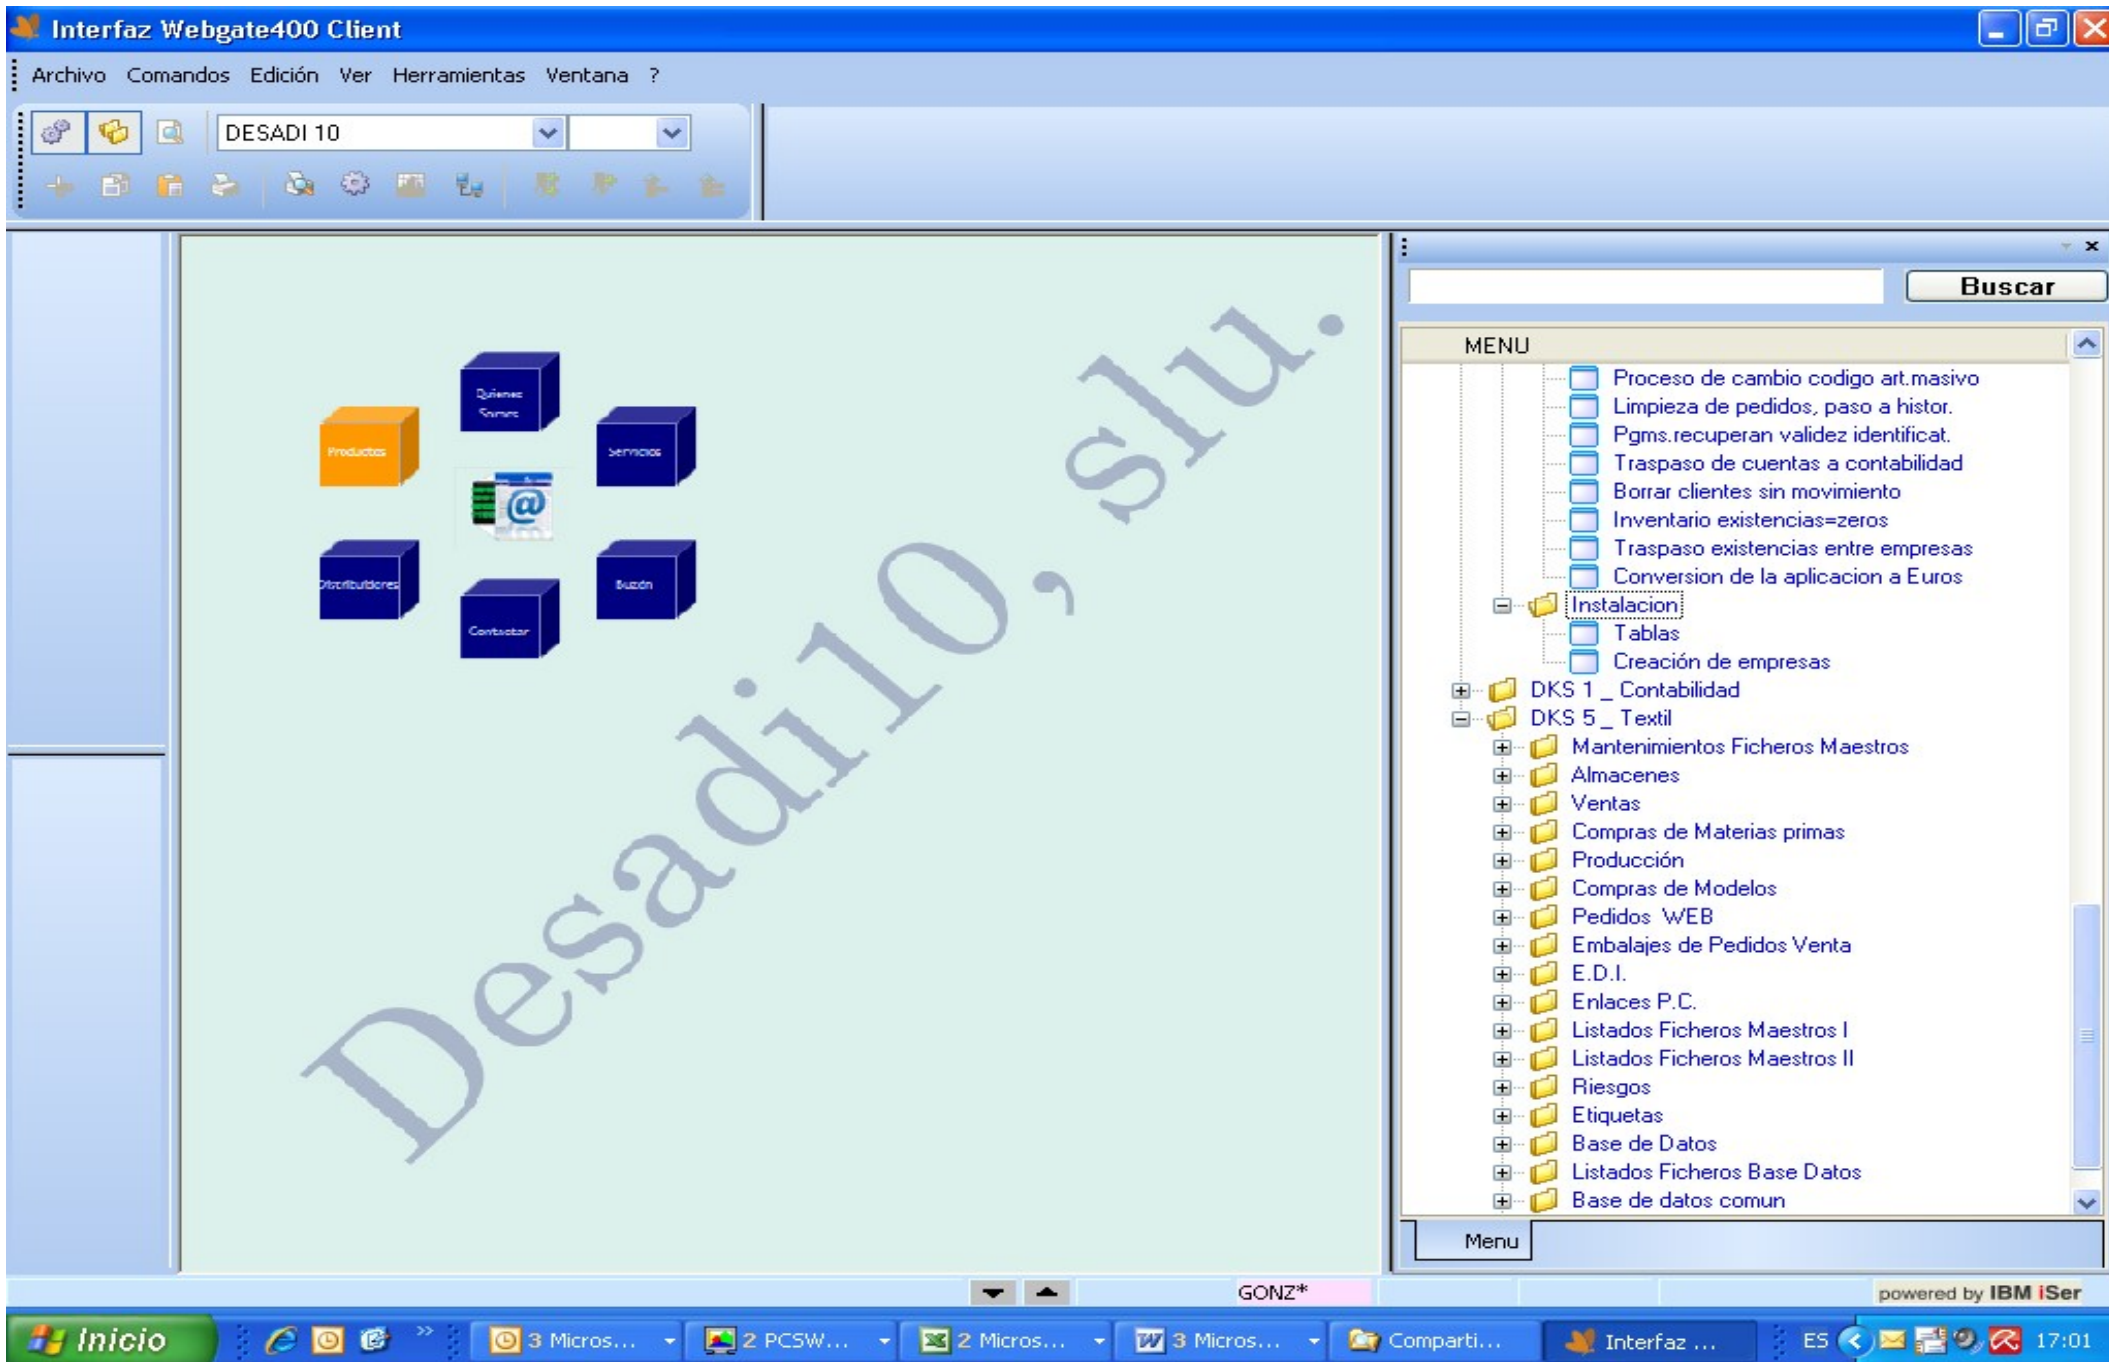 Interfaz Webgate400 Client
Archivo Comandos Edición Ver Herramientas Ventana ?
DESADI 10
Quienes
Somos
Productos
Servicios
@
Distribuidores
Buzón
Contactar
Desadi10, slu.
Buscar
MENU
Proceso de cambio codigo art.masivo
Limpieza de pedidos, paso a histor.
Pgms.recuperan validez identificat.
Traspaso de cuentas a contabilidad
Borrar clientes sin movimiento
Inventario existencias=zeros
Traspaso existencias entre empresas
Conversion de la aplicacion a Euros
Instalacion
Tablas
Creación de empresas
DKS 1 _ Contabilidad
DKS 5 _ Textil
Mantenimientos Ficheros Maestros
Almacenes
Ventas
Compras de Materias primas
Producción
Compras de Modelos
Pedidos WEB
Embalajes de Pedidos Venta
E.D.I.
Enlaces P.C.
Listados Ficheros Maestros I
Listados Ficheros Maestros II
Riesgos
Etiquetas
Base de Datos
Listados Ficheros Base Datos
Base de datos comun
Menu
GONZ*
powered by IBM iSer
Inicio
3 Micros...
2 PCSW...
2 Micros...
3 Micros...
Comparti...
Interfaz ...
ES
17:01